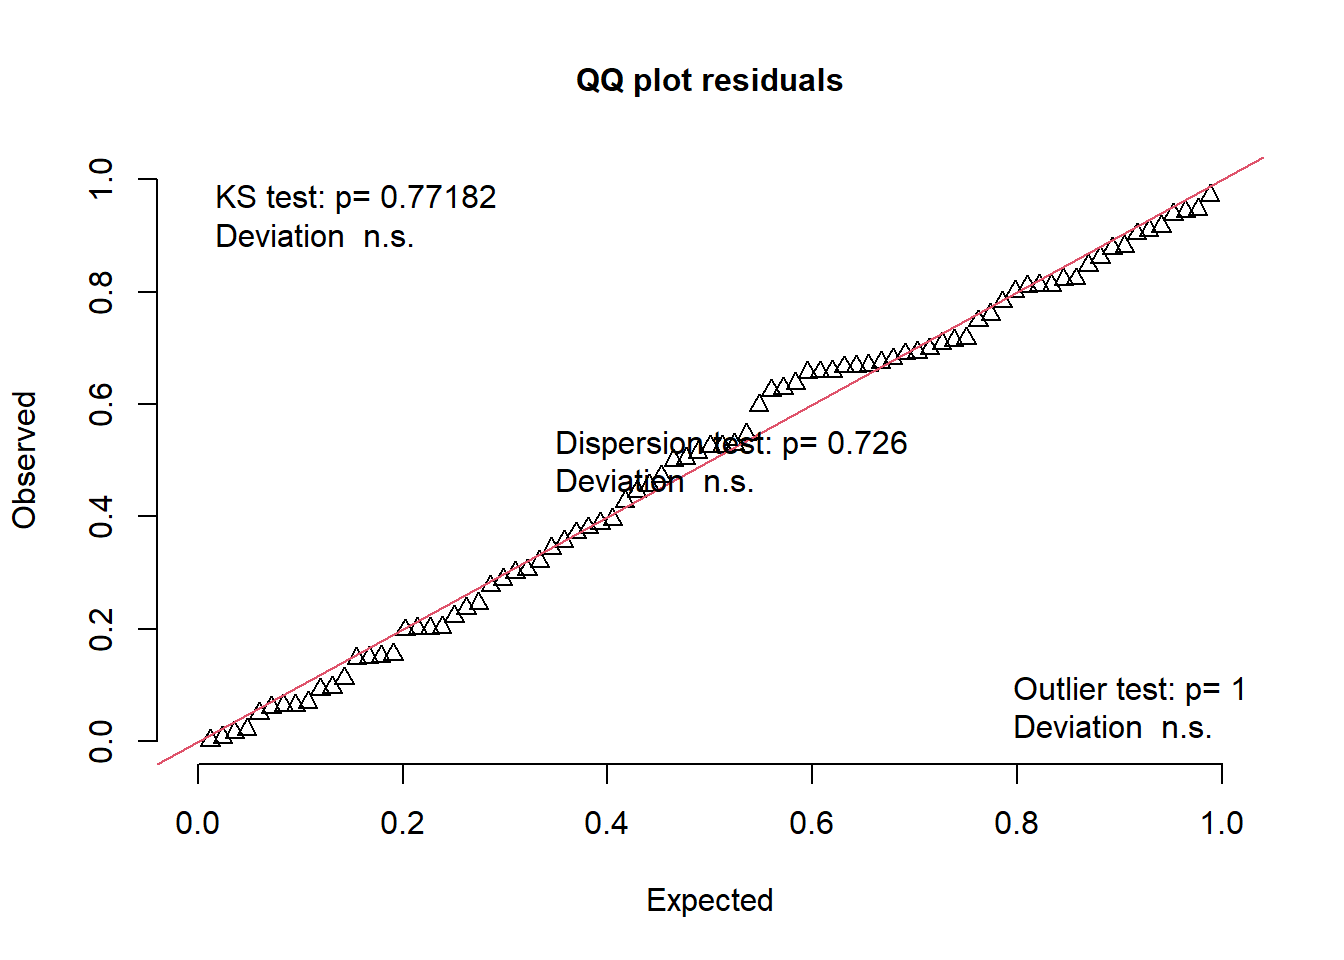 QQ plot residuals
KS test: p= 0.77182
Deviation  n.s.
Dispersion test: p= 0.726
Deviation  n.s.
Outlier test: p= 1
Deviation  n.s.
Observed
0.0
0.2
0.4
0.6
0.8
1.0
0.0 0.2 0.4 0.6 0.8 1.0
Expected